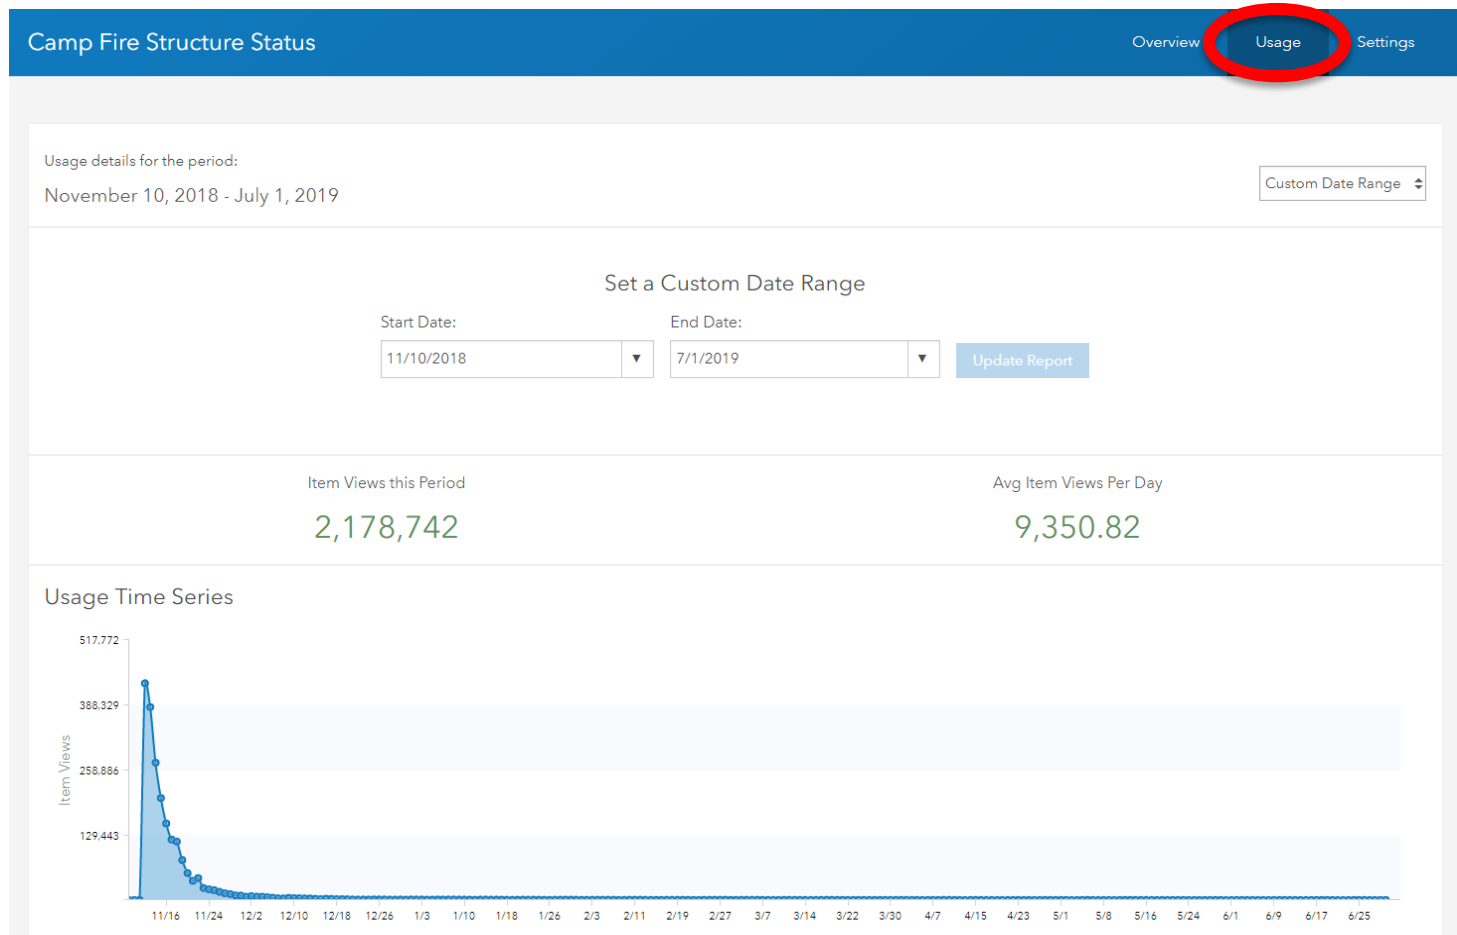 Camp Fire Structure Status
Overview Usage Settings
Usage details for the period:
November 10, 2018 - July 1, 2019
Custom Date Range
Set a Custom Date Range
Start Date: End Date:
11/10/2018 7/1/2019 Update Report
Item Views this Period Avg Item Views Per Day
2,178,742 9,350.82
Usage Time Series
517,772
388,329
258,886
129,443
Item Views
11/16 11/24 12/2 12/10 12/18 12/26 1/3 1/10 1/18 1/26 2/3 2/11 2/19 2/27 3/7 3/14 3/22 3/30 4/7 4/15 4/23 5/1 5/8 5/16 5/24 6/1 6/9 6/17 6/25